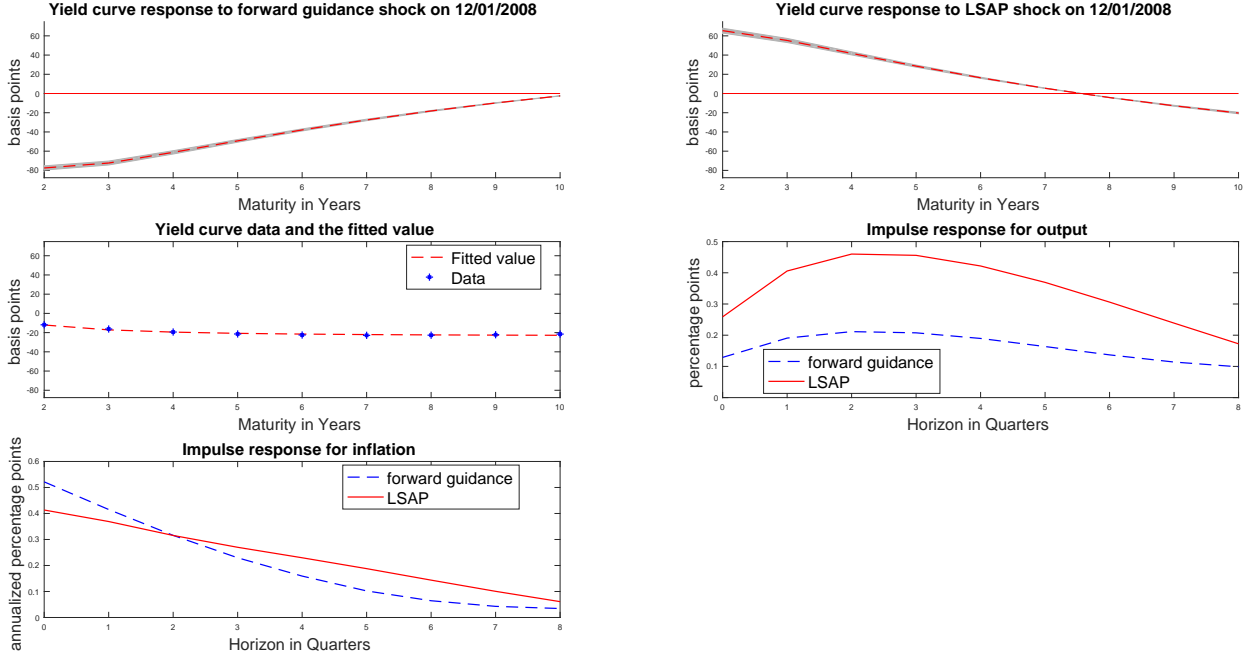 Yield curve response to forward guidance shock on 12/01/2008
60
40
20
0
-20
-40
-60
-80
basis points
2 3 4 5 6 7 8 9 10
Maturity in Years
Yield curve response to LSAP shock on 12/01/2008
60
40
20
0
-20
-40
-60
-80
basis points
2 3 4 5 6 7 8 9 10
Maturity in Years
Yield curve data and the fitted value
60
40
20
0
-20
-40
-60
-80
basis points
Fitted value
Data
2 3 4 5 6 7 8 9 10
Maturity in Years
Impulse response for output
0.5
0.4
0.3
0.2
0.1
0
percentage points
forward guidance
LSAP
0 1 2 3 4 5 6 7 8
Horizon in Quarters
Impulse response for inflation
0.6
0.5
0.4
0.3
0.2
0.1
0
annualized percentage points
forward guidance
LSAP
0 1 2 3 4 5 6 7 8
Horizon in Quarters